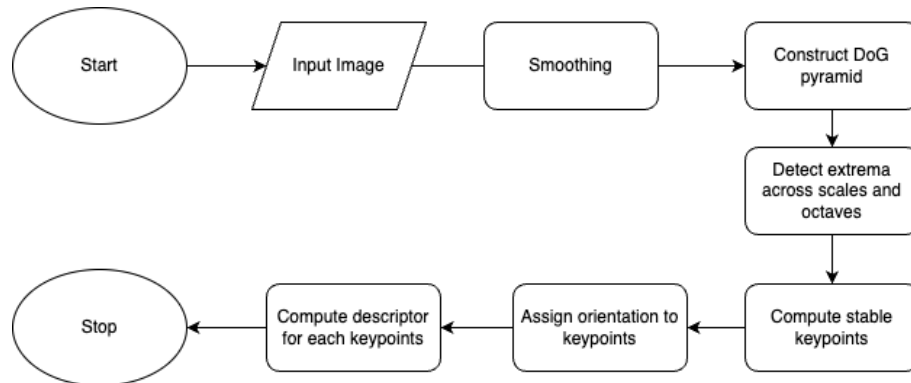 Start
Input Image
Smoothing
Construct DoG
pyramid
Detect extrema
across scales and
octaves
Compute stable
keypoints
Assign orientation to
keypoints
Compute descriptor
for each keypoints
Stop